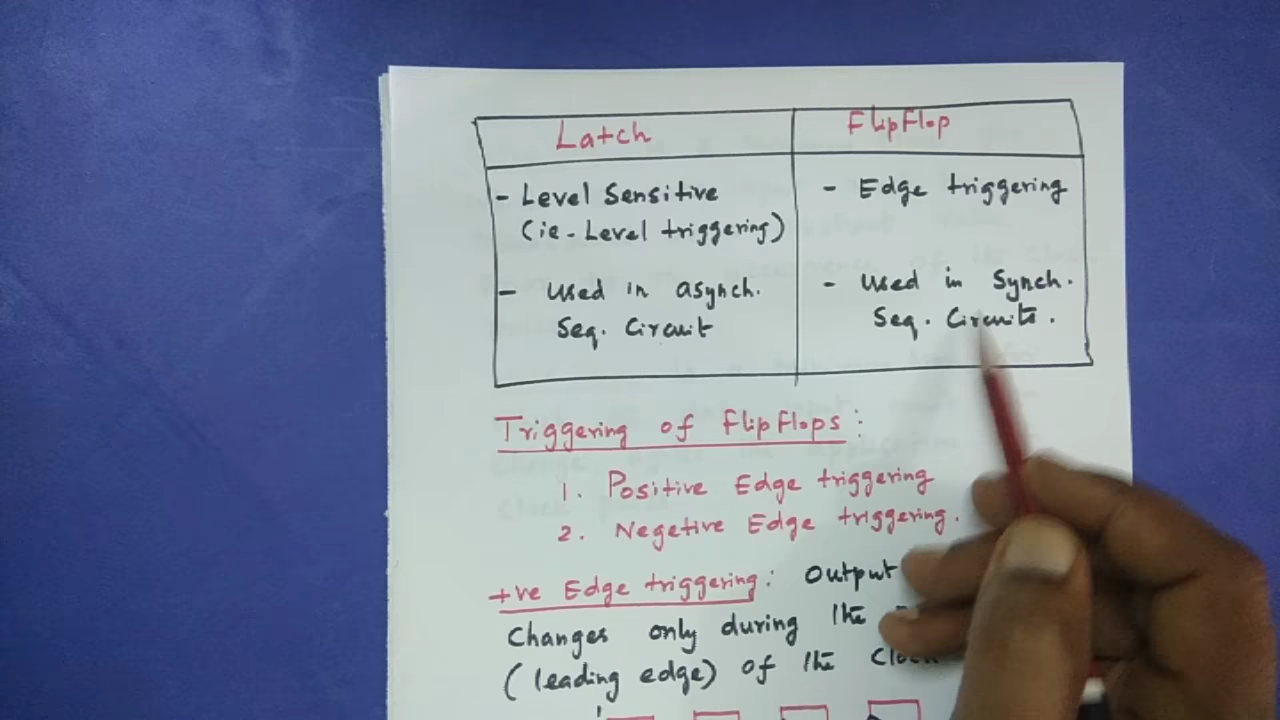 Latch
FlipFlop
- Level Sensitive
(ie - Level triggering)
- Used in asynch.
Seq. Circuit
- Edge triggering
- Used in Synch.
Seq. Circuits.
Triggering of FlipFlops :
1. Positive Edge triggering
2. Negetive Edge triggering.
+ve Edge triggering : Output
Changes only during the
(leading edge) of the Clock